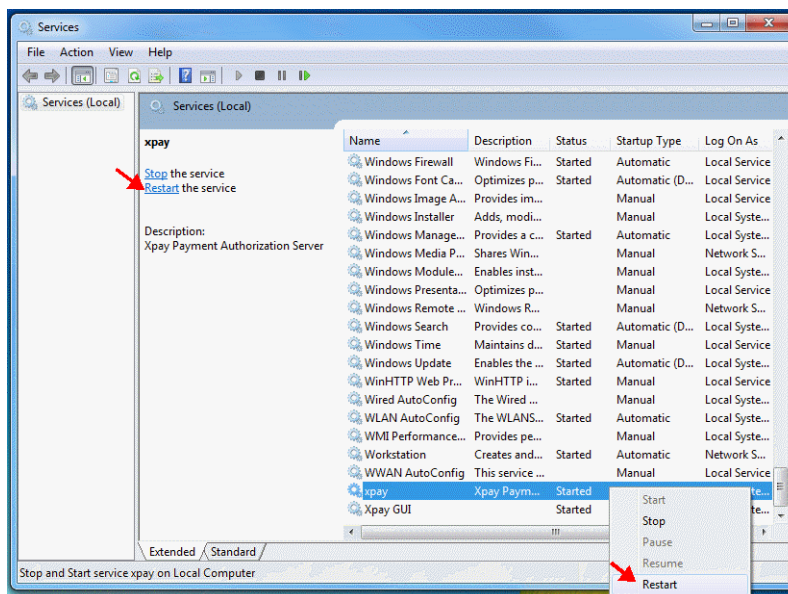 Services
File Action View Help
Services (Local)
Services (Local)
xpay
Stop the service
Restart the service
Description:
Xpay Payment Authorization Server
Name Description Status Startup Type Log On As
Windows Firewall Windows Fi... Started Automatic Local Service
Windows Font Ca... Optimizes p... Started Automatic (D... Local Service
Windows Image A... Provides im... Manual Local Service
Windows Installer Adds, modi... Manual Local Syste...
Windows Manage... Provides a c... Started Automatic Local Syste...
Windows Media P... Shares Win... Manual Network S...
Windows Module... Enables inst... Manual Local Syste...
Windows Presenta... Optimizes p... Manual Local Service
Windows Remote ... Windows R... Manual Network S...
Windows Search Provides co... Started Automatic (D... Local Syste...
Windows Time Maintains d... Started Manual Local Service
Windows Update Enables the ... Started Automatic (D... Local Syste...
WinHTTP Web Pr... WinHTTP i... Started Manual Local Service
Wired AutoConfig The Wired ... Manual Local Syste...
WLAN AutoConfig The WLANS... Started Automatic Local Syste...
WMI Performance... Provides pe... Manual Local Syste...
Workstation Creates and... Started Automatic Network S...
WWAN AutoConfig This service ... Manual Local Service
xpay Xpay Paym... Started te...
Xpay GUI Started te...
Start
Stop
Pause
Resume
Restart
Extended Standard
Stop and Start service xpay on Local Computer